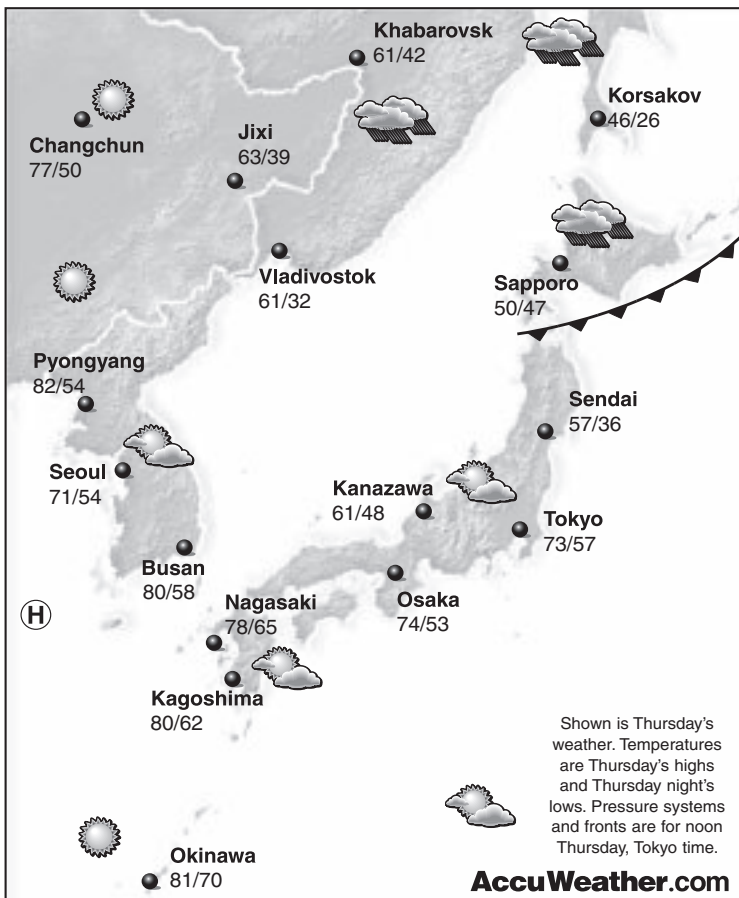 Khabarovsk
61/42
Korsakov
46/26
Changchun
77/50
Jixi
63/39
Vladivostok
61/32
Sapporo
50/47
Pyongyang
82/54
Sendai
57/36
Seoul
71/54
Kanazawa
61/48
Tokyo
73/57
Busan
80/58
Osaka
74/53
H
Nagasaki
78/65
Kagoshima
80/62
Okinawa
81/70
Shown is Thursday's
weather. Temperatures
are Thursday's highs
and Thursday night's
lows. Pressure systems
and fronts are for noon
Thursday, Tokyo time.
AccuWeather.com